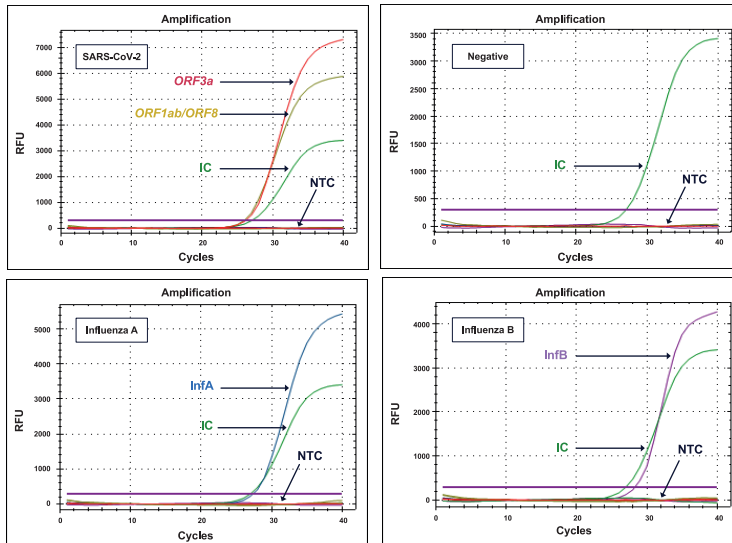 Amplification
SARS-CoV-2
7000
6000
5000
4000
3000
2000
1000
0
RFU
ORF3a
ORF1ab/ORF8
IC
NTC
0 10 20 30 40
Cycles
Amplification
Negative
3500
3000
2500
2000
1500
1000
500
0
RFU
IC
NTC
0 10 20 30 40
Cycles
Amplification
Influenza A
5000
4000
3000
2000
1000
0
RFU
InfA
IC
NTC
0 10 20 30 40
Cycles
Amplification
Influenza B
4000
3000
2000
1000
0
RFU
InfB
IC
NTC
0 10 20 30 40
Cycles